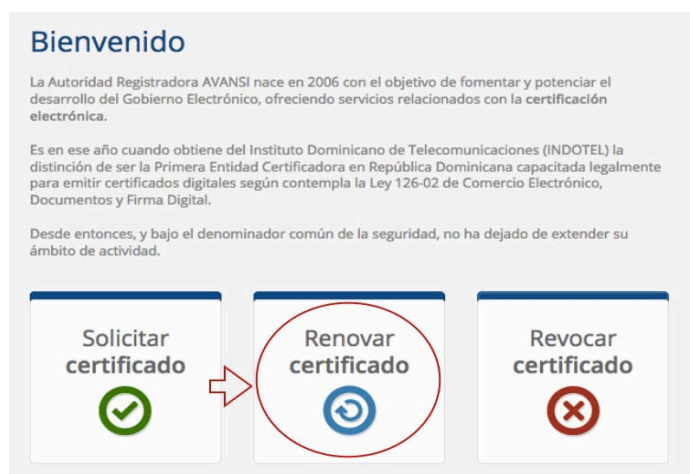 Bienvenido
La Autoridad Registradora AVANSI nace en 2006 con el objetivo de fomentar y potenciar el
desarrollo del Gobierno Electrónico, ofreciendo servicios relacionados con la certificación
electrónica.
Es en ese año cuando obtiene del Instituto Dominicano de Telecomunicaciones (INDOTEL) la
distinción de ser la Primera Entidad Certificadora en República Dominicana capacitada legalmente
para emitir certificados digitales según contempla la Ley 126-02 de Comercio Electrónico,
Documentos y Firma Digital.
Desde entonces, y bajo el denominador común de la seguridad, no ha dejado de extender su
ámbito de actividad.
Solicitar
certificado
Renovar
certificado
Revocar
certificado